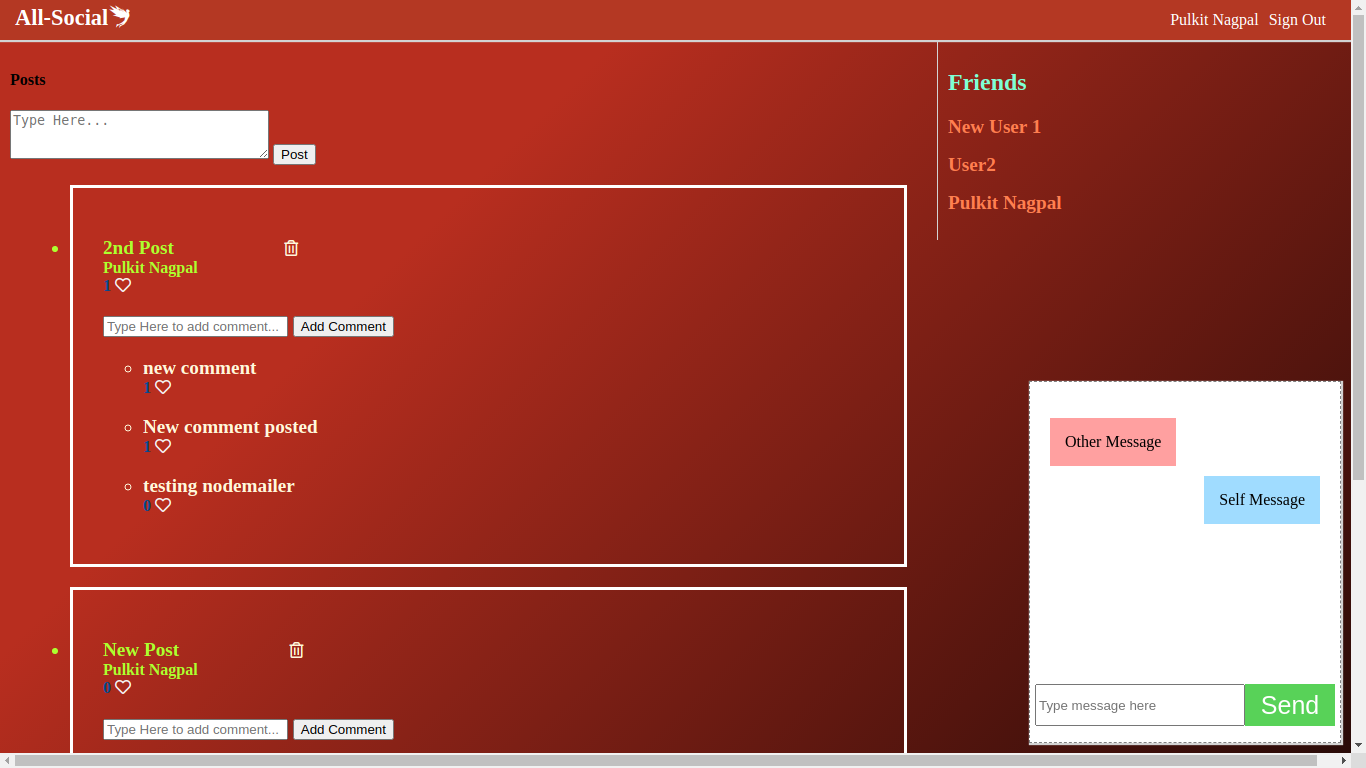 All-Social
Pulkit Nagpal Sign Out
Posts
Type Here...
Post
2nd Post
Pulkit Nagpal
1
Type Here to add comment... Add Comment
new comment
1
New comment posted
1
testing nodemailer
0
New Post
Pulkit Nagpal
0
Type Here to add comment... Add Comment
Friends
New User 1
User2
Pulkit Nagpal
Other Message
Self Message
Type message here Send